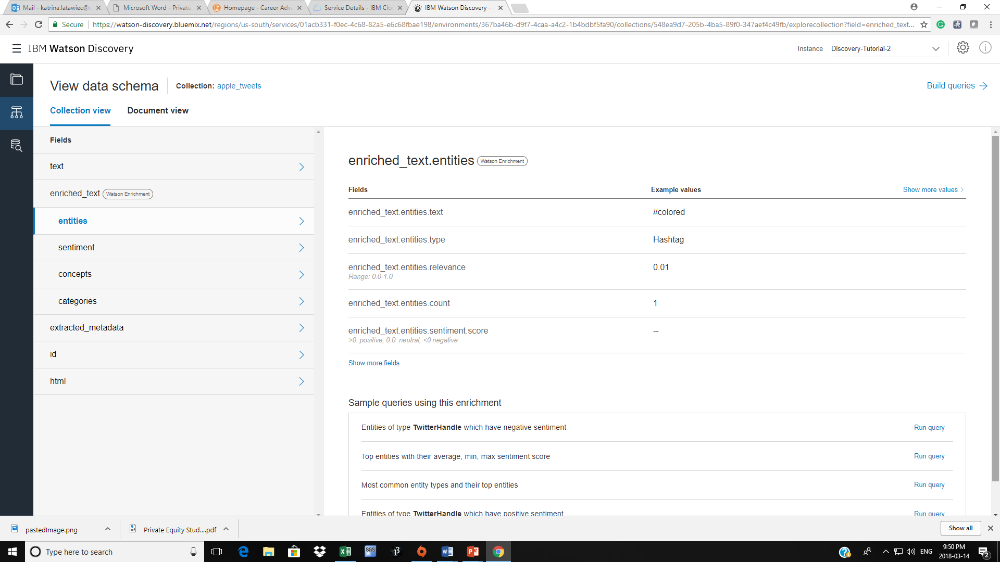 Mail - katrina.latawiec@
Microsoft Word - Private
Homepage - Career Adv
Service Details - IBM Clo
IBM Watson Discovery -
Secure
https://watson-discovery.bluemix.net/regions/us-south/services/01acb331-f0ec-4c68-82a5-e6c68fbae198/environments/367ba46b-d9f7-4caa-a4c2-1b4bdbf5fa90/collections/548ea9d7-205b-4ba5-89f0-347aef4c49fb/explorecollection?field=enriched_text...
IBM Watson Discovery
Instance Discovery-Tutorial-2
View data schema
Collection: apple_tweets
Build queries
Collection view
Document view
Fields
text
enriched_text Watson Enrichment
entities
sentiment
concepts
categories
extracted_metadata
id
html
enriched_text.entities Watson Enrichment
Fields Example values Show more values
enriched_text.entities.text #colored
enriched_text.entities.type Hashtag
enriched_text.entities.relevance 0.01
Range: 0.0-1.0
enriched_text.entities.count 1
enriched_text.entities.sentiment.score --
>0: positive; 0.0: neutral; <0 negative
Show more fields
Sample queries using this enrichment
Entities of type TwitterHandle which have negative sentiment Run query
Top entities with their average, min, max sentiment score Run query
Most common entity types and their top entities Run query
Entities of type TwitterHandle which have positive sentiment Run query
pastedImage.png
Private Equity Stud....pdf
Show all
Type here to search
ENG
9:50 PM
2018-03-14
2